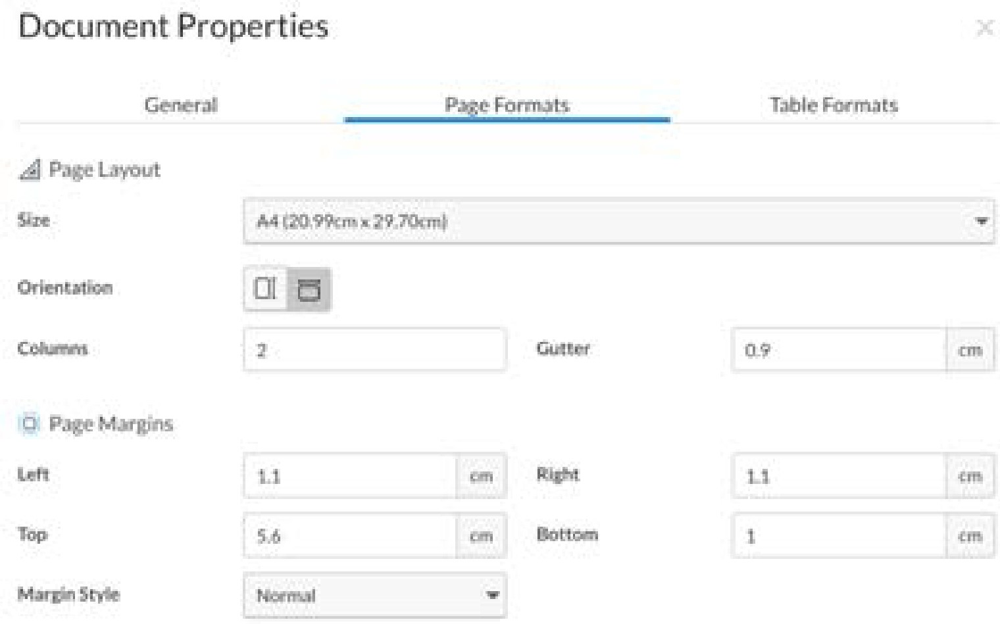 Document Properties
General Page Formats Table Formats
Page Layout
Size A4 (20.99cm x 29.70cm)
Orientation
Columns 2 Gutter 0.9 cm
Page Margins
Left 1.1 cm Right 1.1 cm
Top 5.6 cm Bottom 1 cm
Margin Style Normal